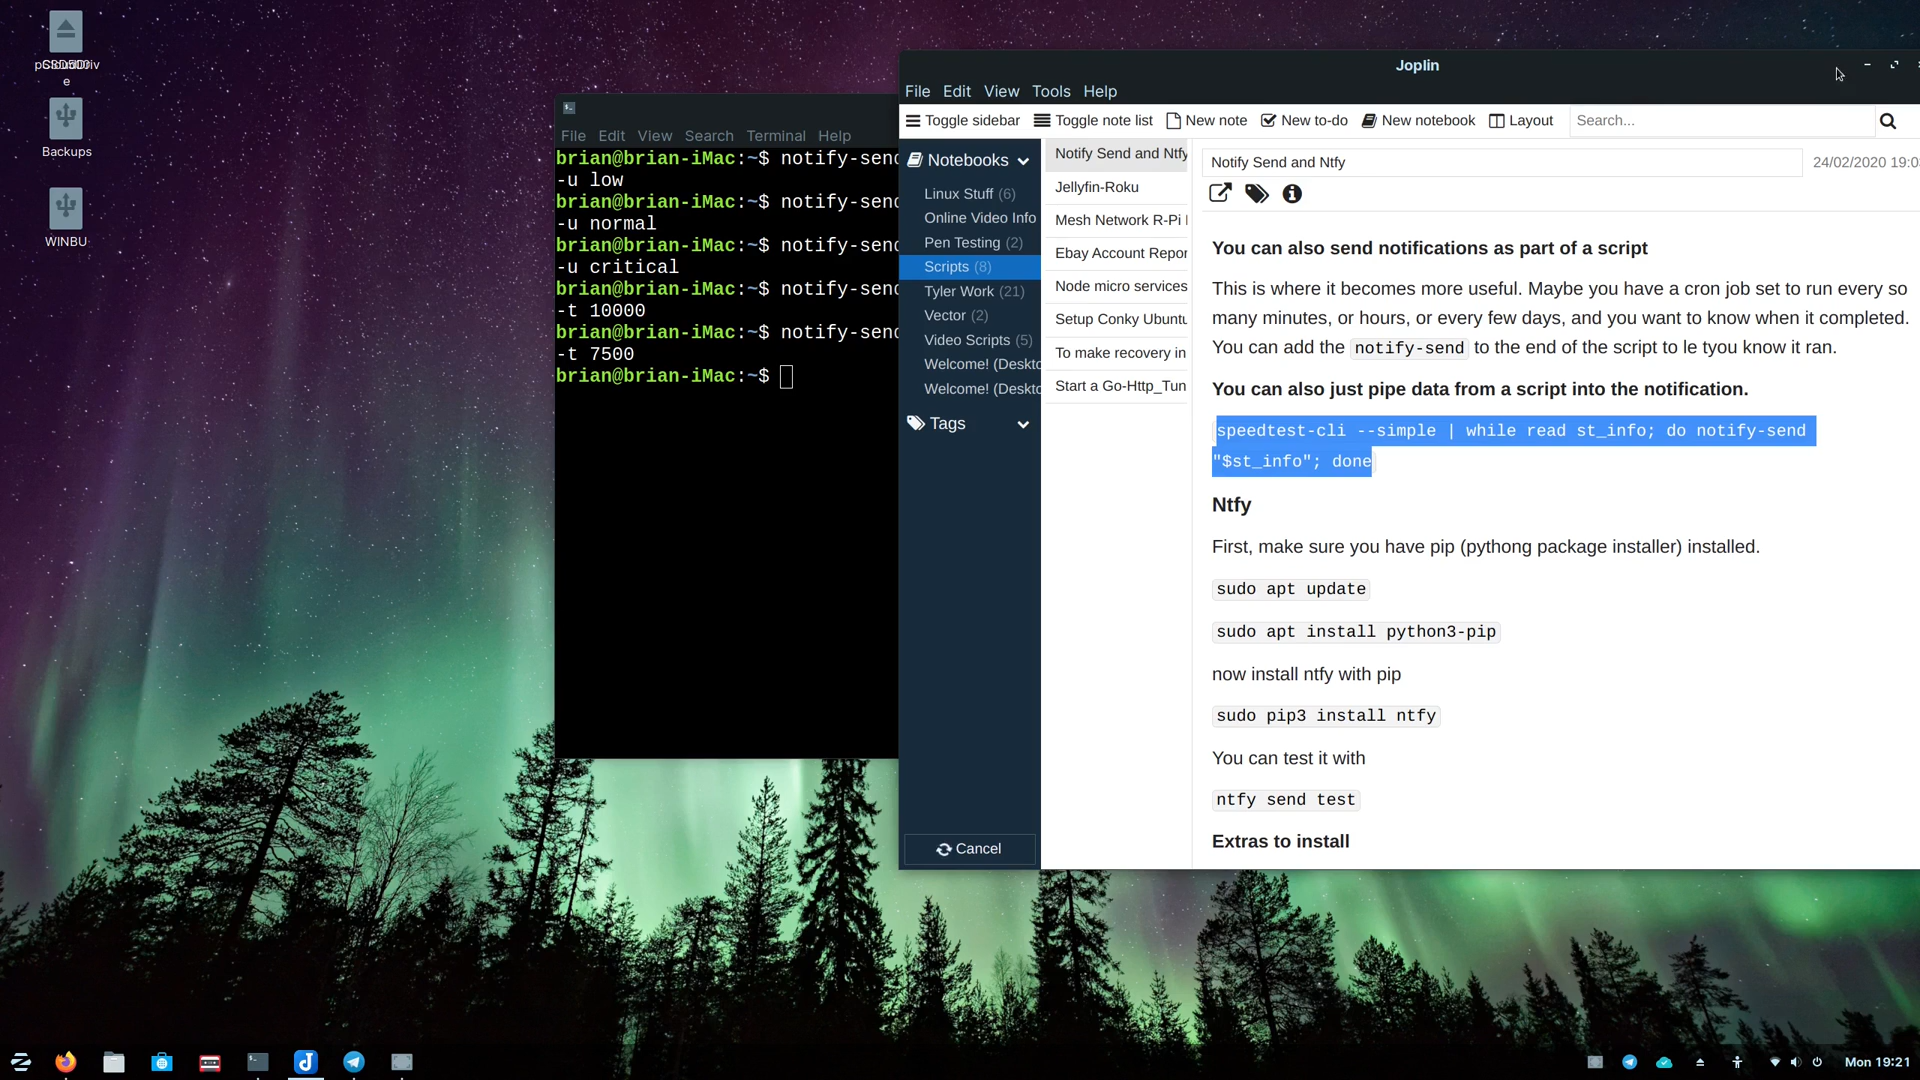 Backups
WINBU
File Edit View Search Terminal Help
brian@brian-iMac:~$ notify-send
-u low
brian@brian-iMac:~$ notify-send
-u normal
brian@brian-iMac:~$ notify-send
-u critical
brian@brian-iMac:~$ notify-send
-t 10000
brian@brian-iMac:~$ notify-send
-t 7500
brian@brian-iMac:~$
Joplin
File Edit View Tools Help
Toggle sidebar Toggle note list New note New to-do New notebook Layout Search...
Notebooks
Linux Stuff (6)
Online Video Info
Pen Testing (2)
Scripts (8)
Tyler Work (21)
Vector (2)
Video Scripts (5)
Welcome! (Deskto
Welcome! (Deskto
Tags
Cancel
Notify Send and Ntfy
Jellyfin-Roku
Mesh Network R-Pi
Ebay Account Repor
Node micro services
Setup Conky Ubuntu
To make recovery in
Start a Go-Http_Tun
Notify Send and Ntfy 24/02/2020 19:0
You can also send notifications as part of a script
This is where it becomes more useful. Maybe you have a cron job set to run every so
many minutes, or hours, or every few days, and you want to know when it completed.
You can add the notify-send to the end of the script to le tyou know it ran.
You can also just pipe data from a script into the notification.
speedtest-cli --simple | while read st_info; do notify-send
"$st_info"; done
Ntfy
First, make sure you have pip (pythong package installer) installed.
sudo apt update
sudo apt install python3-pip
now install ntfy with pip
sudo pip3 install ntfy
You can test it with
ntfy send test
Extras to install
Mon 19:21